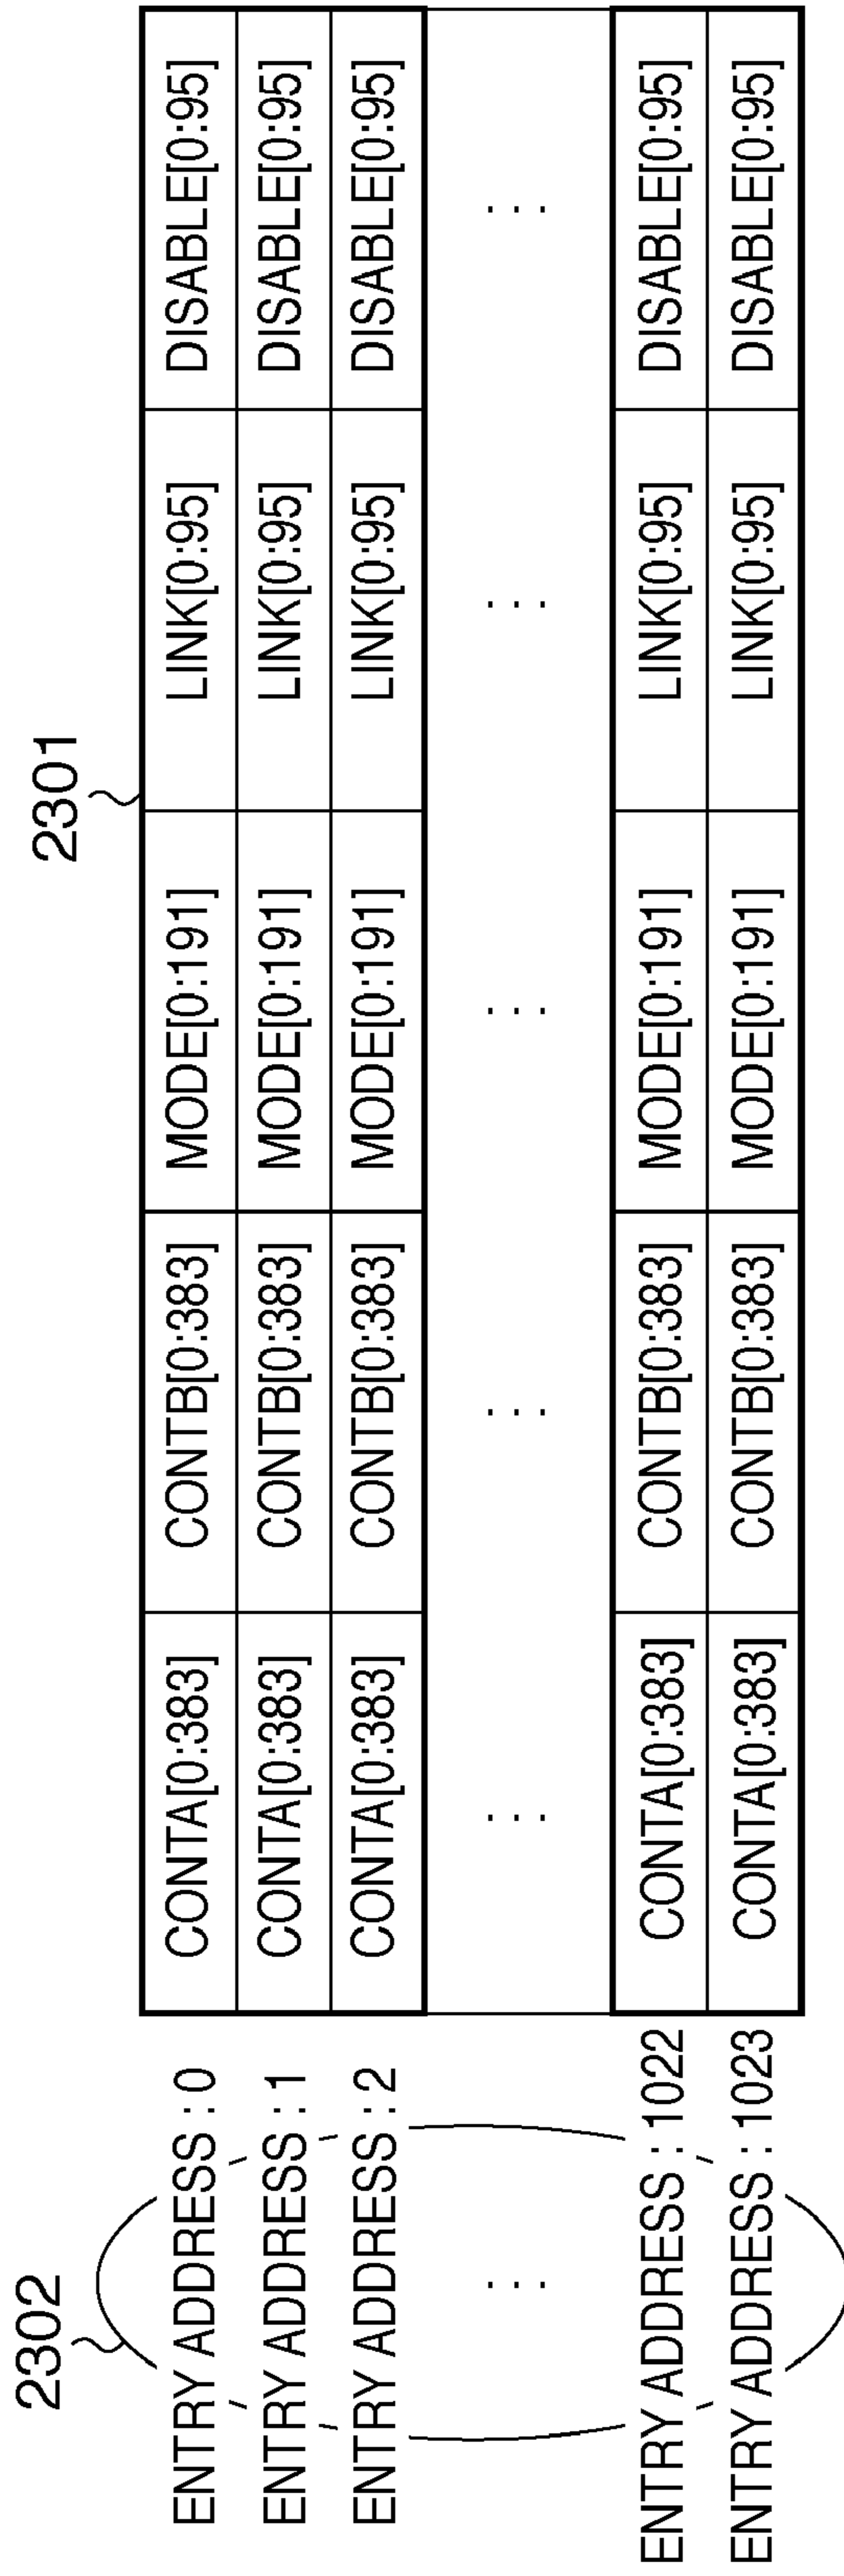 2301
2302
ENTRY ADDRESS : 0 CONTA[0:383] CONTB[0:383] MODE[0:191] LINK[0:95] DISABLE[0:95]
ENTRY ADDRESS : 1 CONTA[0:383] CONTB[0:383] MODE[0:191] LINK[0:95] DISABLE[0:95]
ENTRY ADDRESS : 2 CONTA[0:383] CONTB[0:383] MODE[0:191] LINK[0:95] DISABLE[0:95]
... ... ... ... ... ...
ENTRY ADDRESS : 1022 CONTA[0:383] CONTB[0:383] MODE[0:191] LINK[0:95] DISABLE[0:95]
ENTRY ADDRESS : 1023 CONTA[0:383] CONTB[0:383] MODE[0:191] LINK[0:95] DISABLE[0:95]